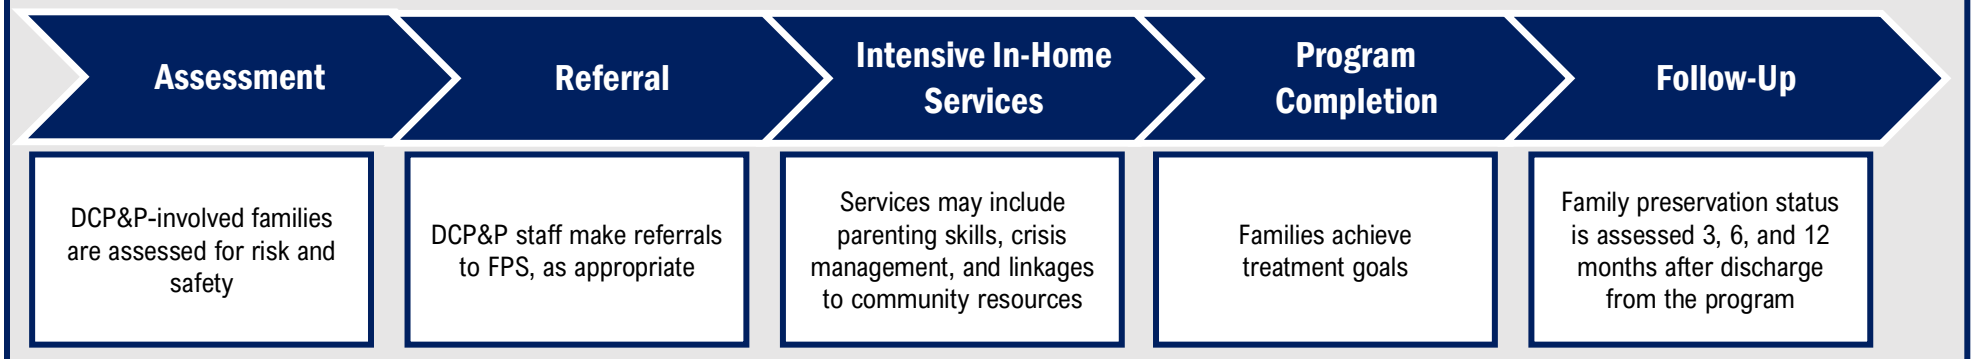 Assessment
Referral
Intensive In-Home
Services
Program
Completion
Follow-Up
DCP&P-involved families
are assessed for risk and
safety
DCP&P staff make referrals
to FPS, as appropriate
Services may include
parenting skills, crisis
management, and linkages
to community resources
Families achieve
treatment goals
Family preservation status
is assessed 3, 6, and 12
months after discharge
from the program